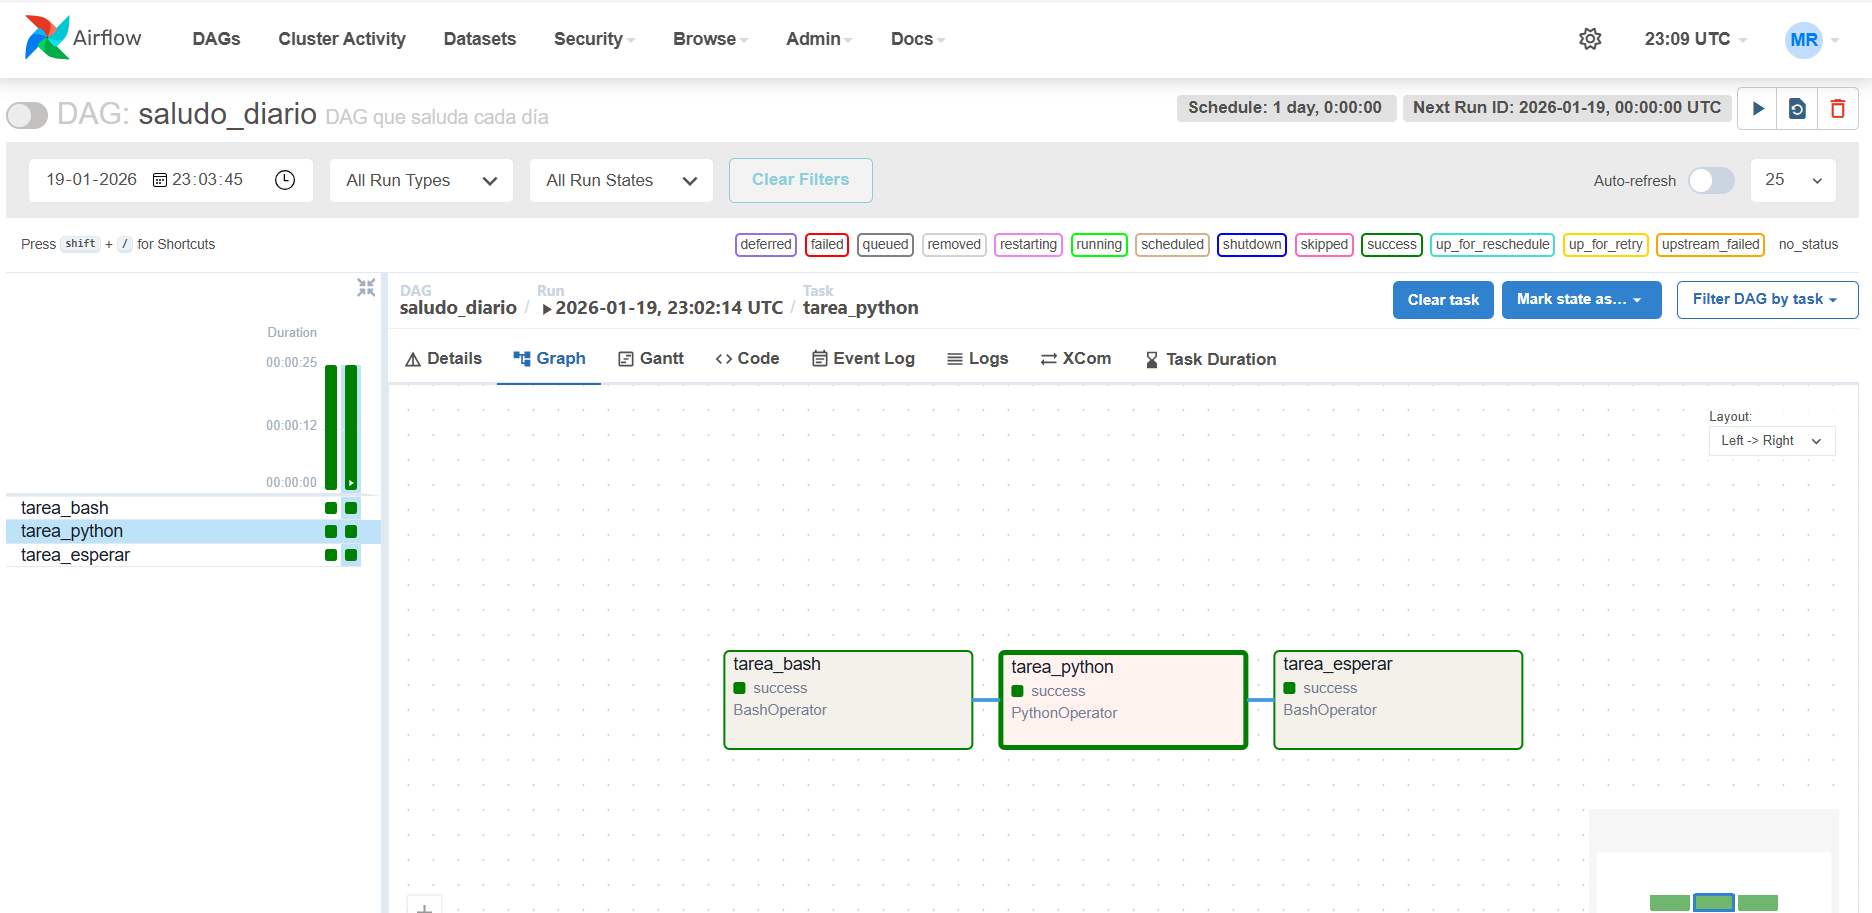 Airflow DAGs Cluster Activity Datasets Security Browse Admin Docs 23:09 UTC MR
DAG: saludo_diario DAG que saluda cada día Schedule: 1 day, 0:00:00 Next Run ID: 2026-01-19, 00:00:00 UTC
19-01-2026 23:03:45 All Run Types All Run States Clear Filters Auto-refresh 25
Press shift + / for Shortcuts deferred failed queued removed restarting running scheduled shutdown skipped success up_for_reschedule up_for_retry upstream_failed no_status
DAG Run Task
saludo_diario / 2026-01-19, 23:02:14 UTC / tarea_python
Clear task Mark state as... Filter DAG by task
Duration
00:00:25
00:00:12
00:00:00
tarea_bash
tarea_python
tarea_esperar
Details Graph Gantt Code Event Log Logs XCom Task Duration
Layout:
Left -> Right
tarea_bash
success
BashOperator
tarea_python
success
PythonOperator
tarea_esperar
success
BashOperator